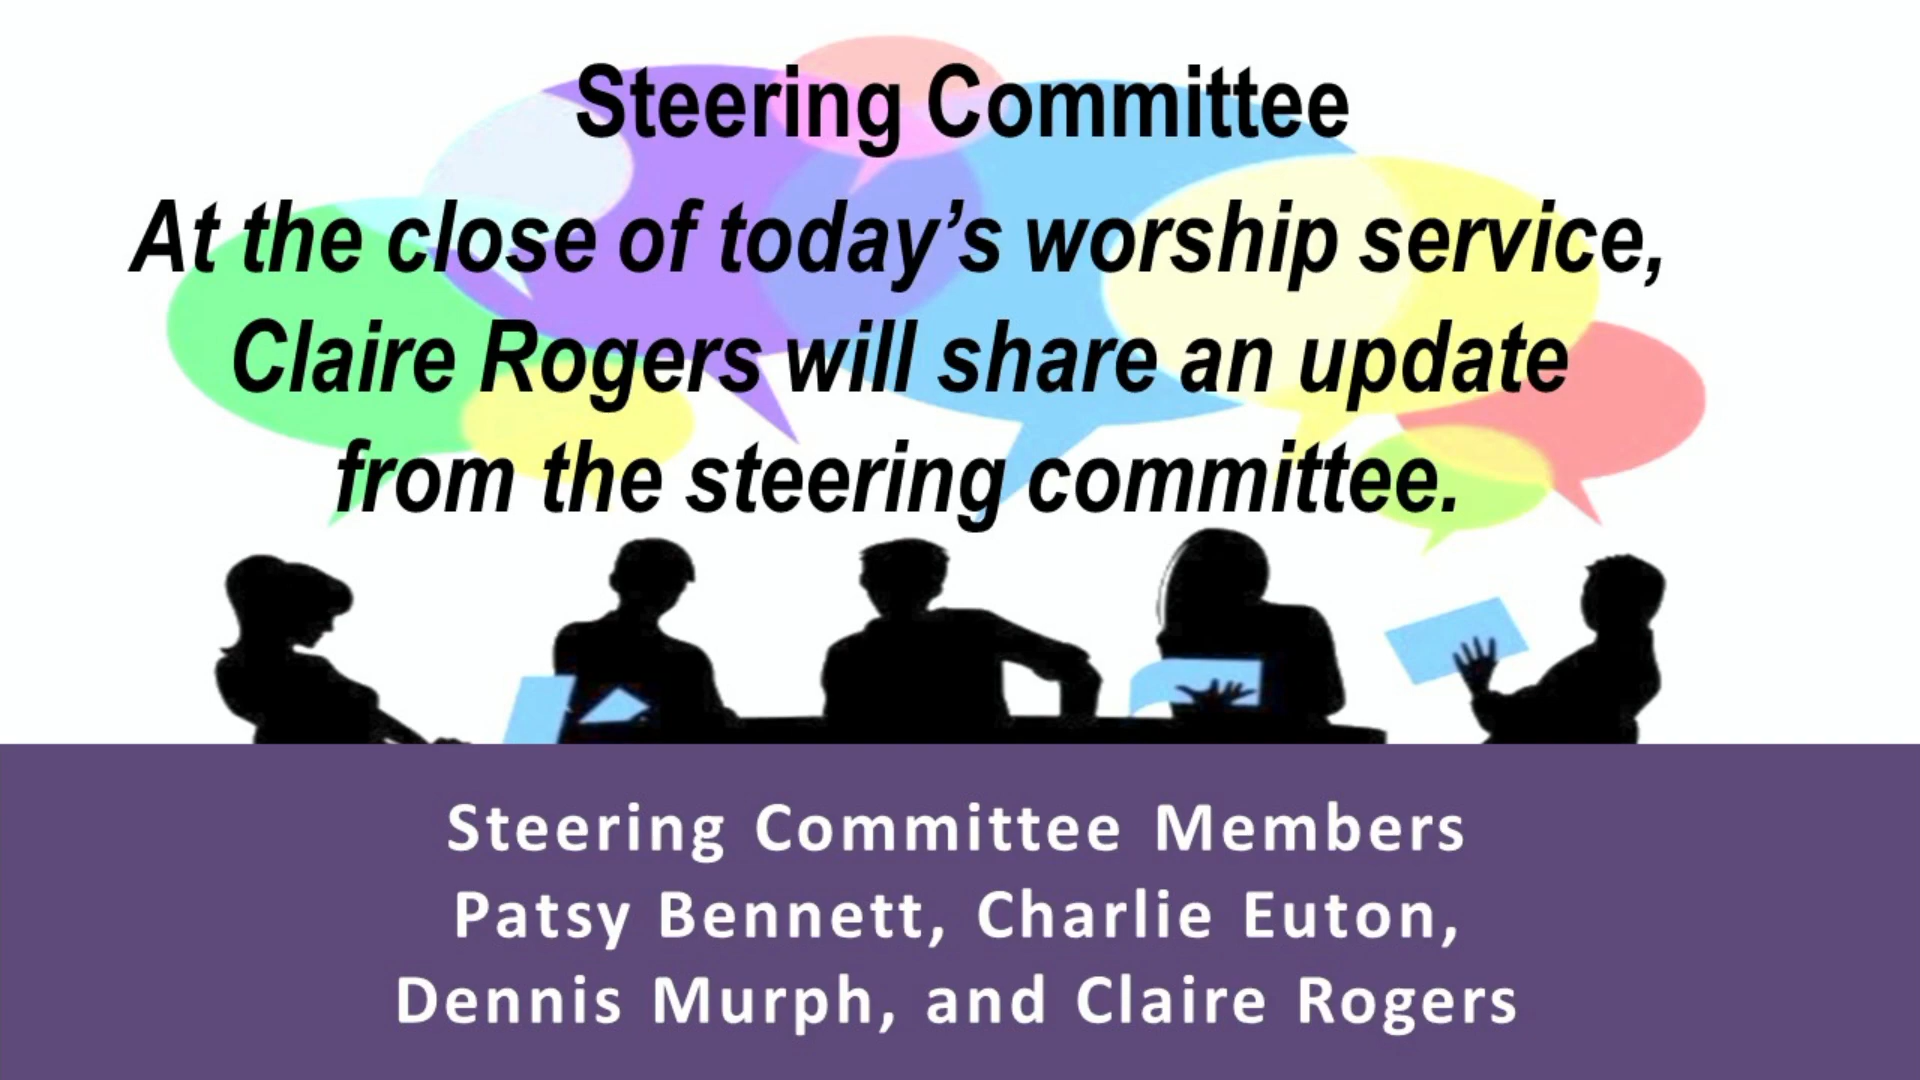 Steering Committee
At the close of today’s worship service,
Claire Rogers will share an update
from the steering committee.
Steering Committee Members
Patsy Bennett, Charlie Euton,
Dennis Murph, and Claire Rogers